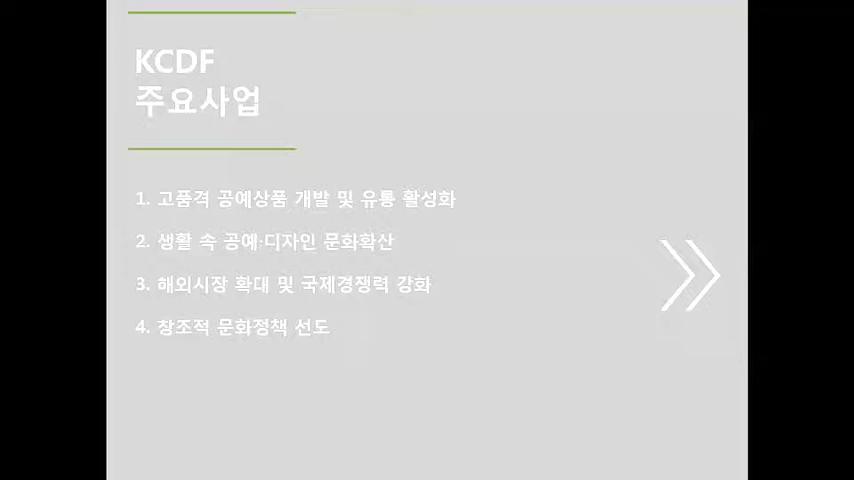 KCDF
주요사업
1. 고품격 공예상품 개발 및 유통 활성화
2. 생활 속 공예·디자인 문화확산
3. 해외시장 확대 및 국제경쟁력 강화
4. 창조적 문화정책 선도